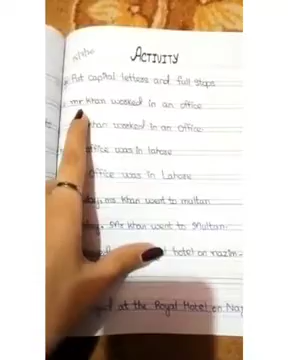 ACTIVITY
Put capital letters and full stops
mr khan worked in an office
khan worked in an office
office was in lahore
office was in Lahore
ms khan went to multan
Mr khan went to Multan.
hotel on nazim-
at the Royal Hotel on Naz